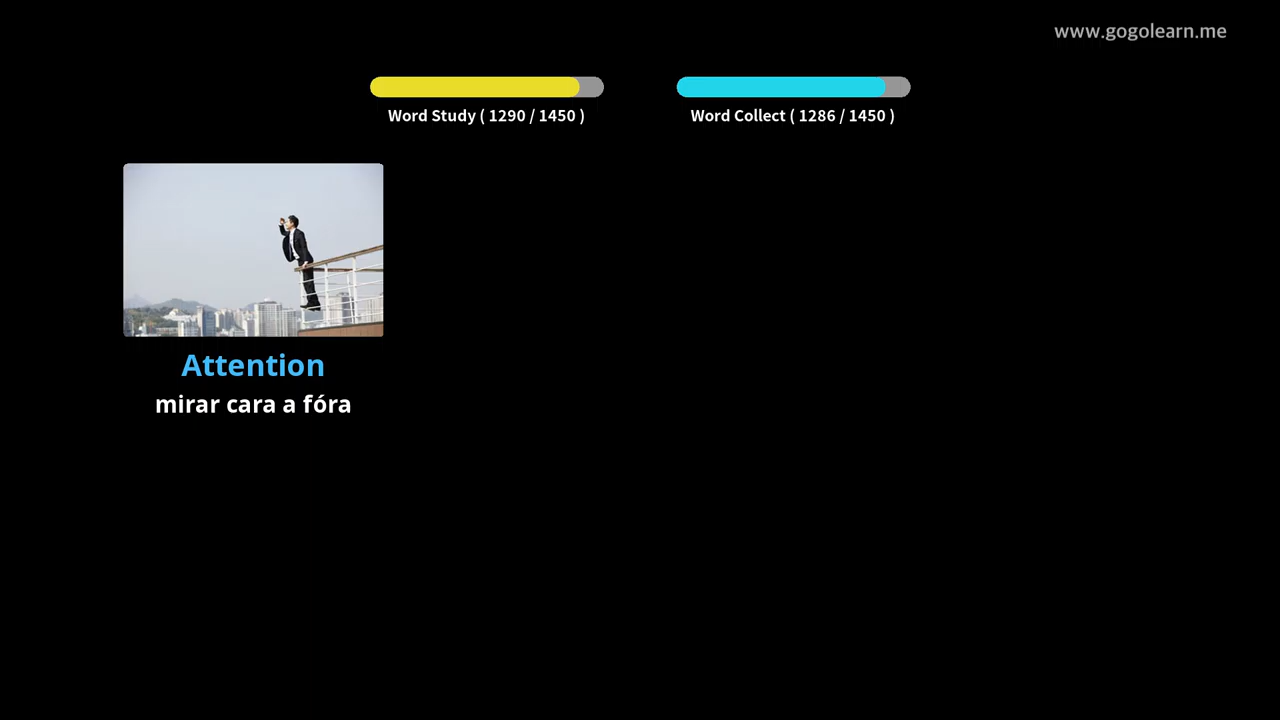 www.gogolearn.me
Word Study ( 1290 / 1450 )
Word Collect ( 1286 / 1450 )
Attention
mirar cara a fóra